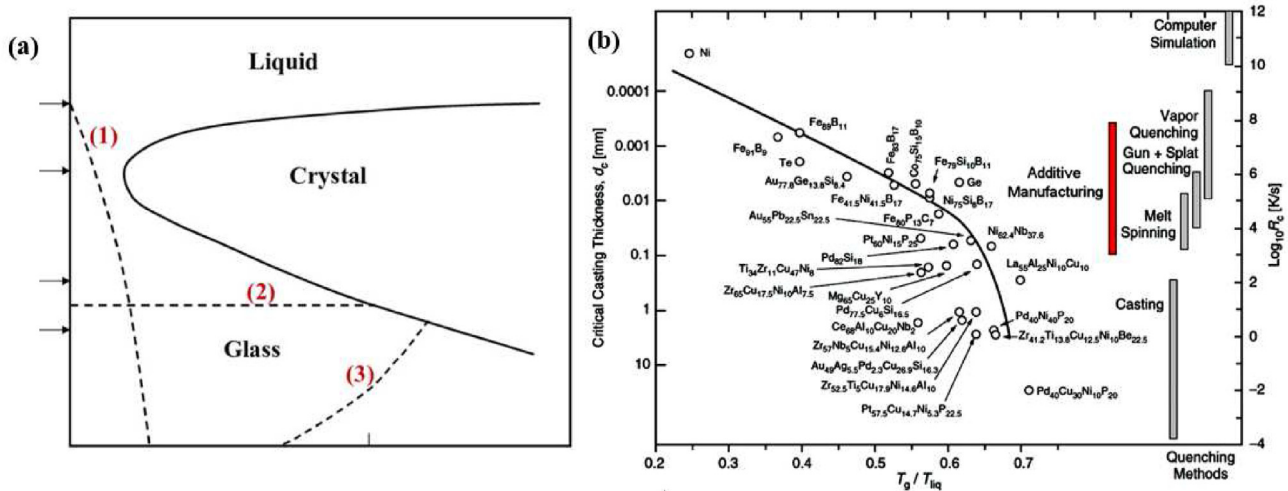 (a)
Liquid
(1)
Crystal
(2)
Glass
(3)
(b)
Critical Casting Thickness, d_c [mm]
0.0001
0.001
0.01
0.1
1
10
0.2
0.3
0.4
0.5
0.6
0.7
T_g / T_liq
Ni
Fe₈₉B₁₁
Fe₉₁B₉
Te
Au₇₇.₈Ge₁₃.₈Si₈.₄
Fe₈₃B₁₇
Co₇₅Si₁₅B₁₀
Fe₇₉Si₁₀B₁₁
Ge
Fe₄₁.₅Ni₄₁.₅B₁₇
Ni₇₅Si₈B₁₇
Fe₈₀P₁₃C₇
Au₅₅Pb₂₂.₅Sn₂₂.₅
Pt₆₀Ni₁₅P₂₅
Ni₆₂.₄Nb₃₇.₆
Pd₈₂Si₁₈
La₅₅Al₂₅Ni₁₀Cu₁₀
Ti₃₄Zr₁₁Cu₄₇Ni₈
Zr₆₅Cu₁₇.₅Ni₁₀Al₇.₅
Mg₆₅Cu₂₅Y₁₀
Pd₇₇.₅Cu₆Si₁₆.₅
Ce₆₈Al₁₀Cu₂₀Nb₂
Pd₄₀Ni₄₀P₂₀
Zr₄₁.₂Ti₁₃.₈Cu₁₂.₅Ni₁₀Be₂₂.₅
Zr₅₇Nb₅Cu₁₅.₄Ni₁₂.₆Al₁₀
Au₄₉Ag₅.₅Pd₂.₃Cu₂₆.₉Si₁₆.₃
Zr₅₂.₅Ti₅Cu₁₇.₉Ni₁₄.₆Al₁₀
Pt₅₇.₅Cu₁₄.₇Ni₅.₃P₂₂.₅
Pd₄₀Cu₃₀Ni₁₀P₂₀
Computer
Simulation
Vapor
Quenching
Gun + Splat
Quenching
Additive
Manufacturing
Melt
Spinning
Casting
Quenching
Methods
12
10
8
6
4
2
0
−2
−4
Log₁₀R_c [K/s]